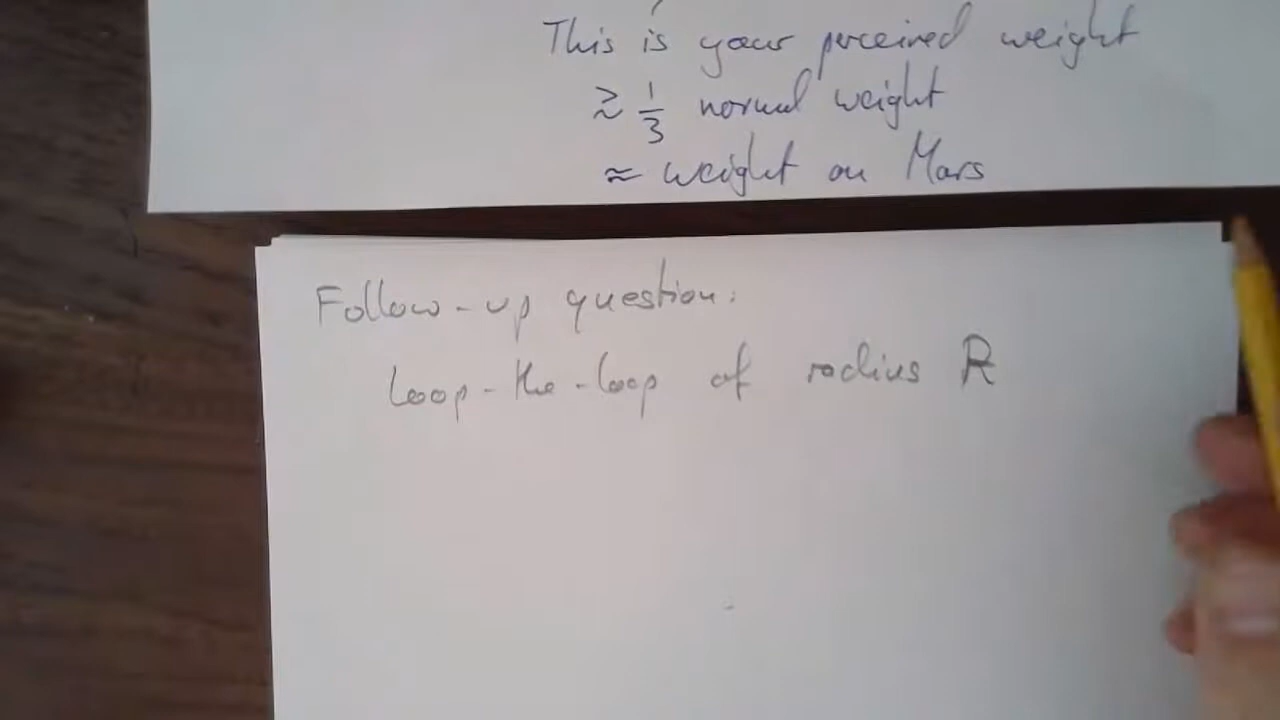 This is your perceived weight
≳ 1/3 normal weight
≈ weight on Mars
Follow-up question:
Loop-the-loop of radius R